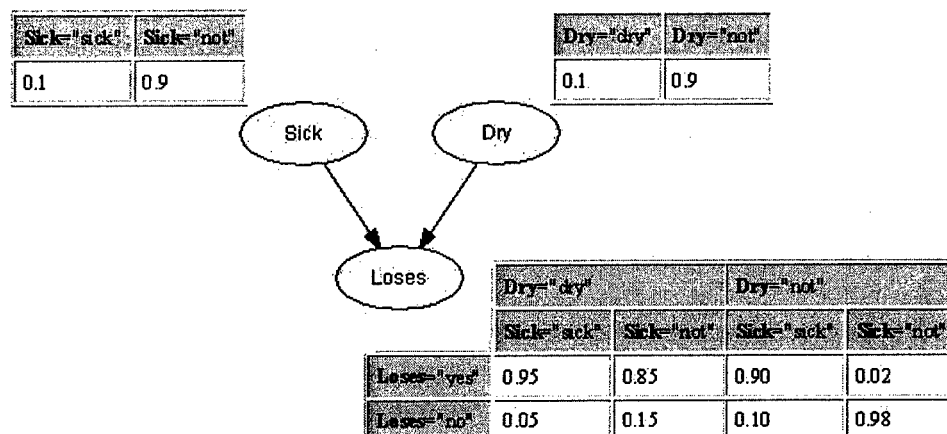 Sick="sick" Sick="not"
0.1 0.9
Dry="dry" Dry="not"
0.1 0.9
Sick
Dry
Loses
Dry="dry" Dry="not"
Sick="sick" Sick="not" Sick="sick" Sick="not"
Loses="yes" 0.95 0.85 0.90 0.02
Loses="no" 0.05 0.15 0.10 0.98